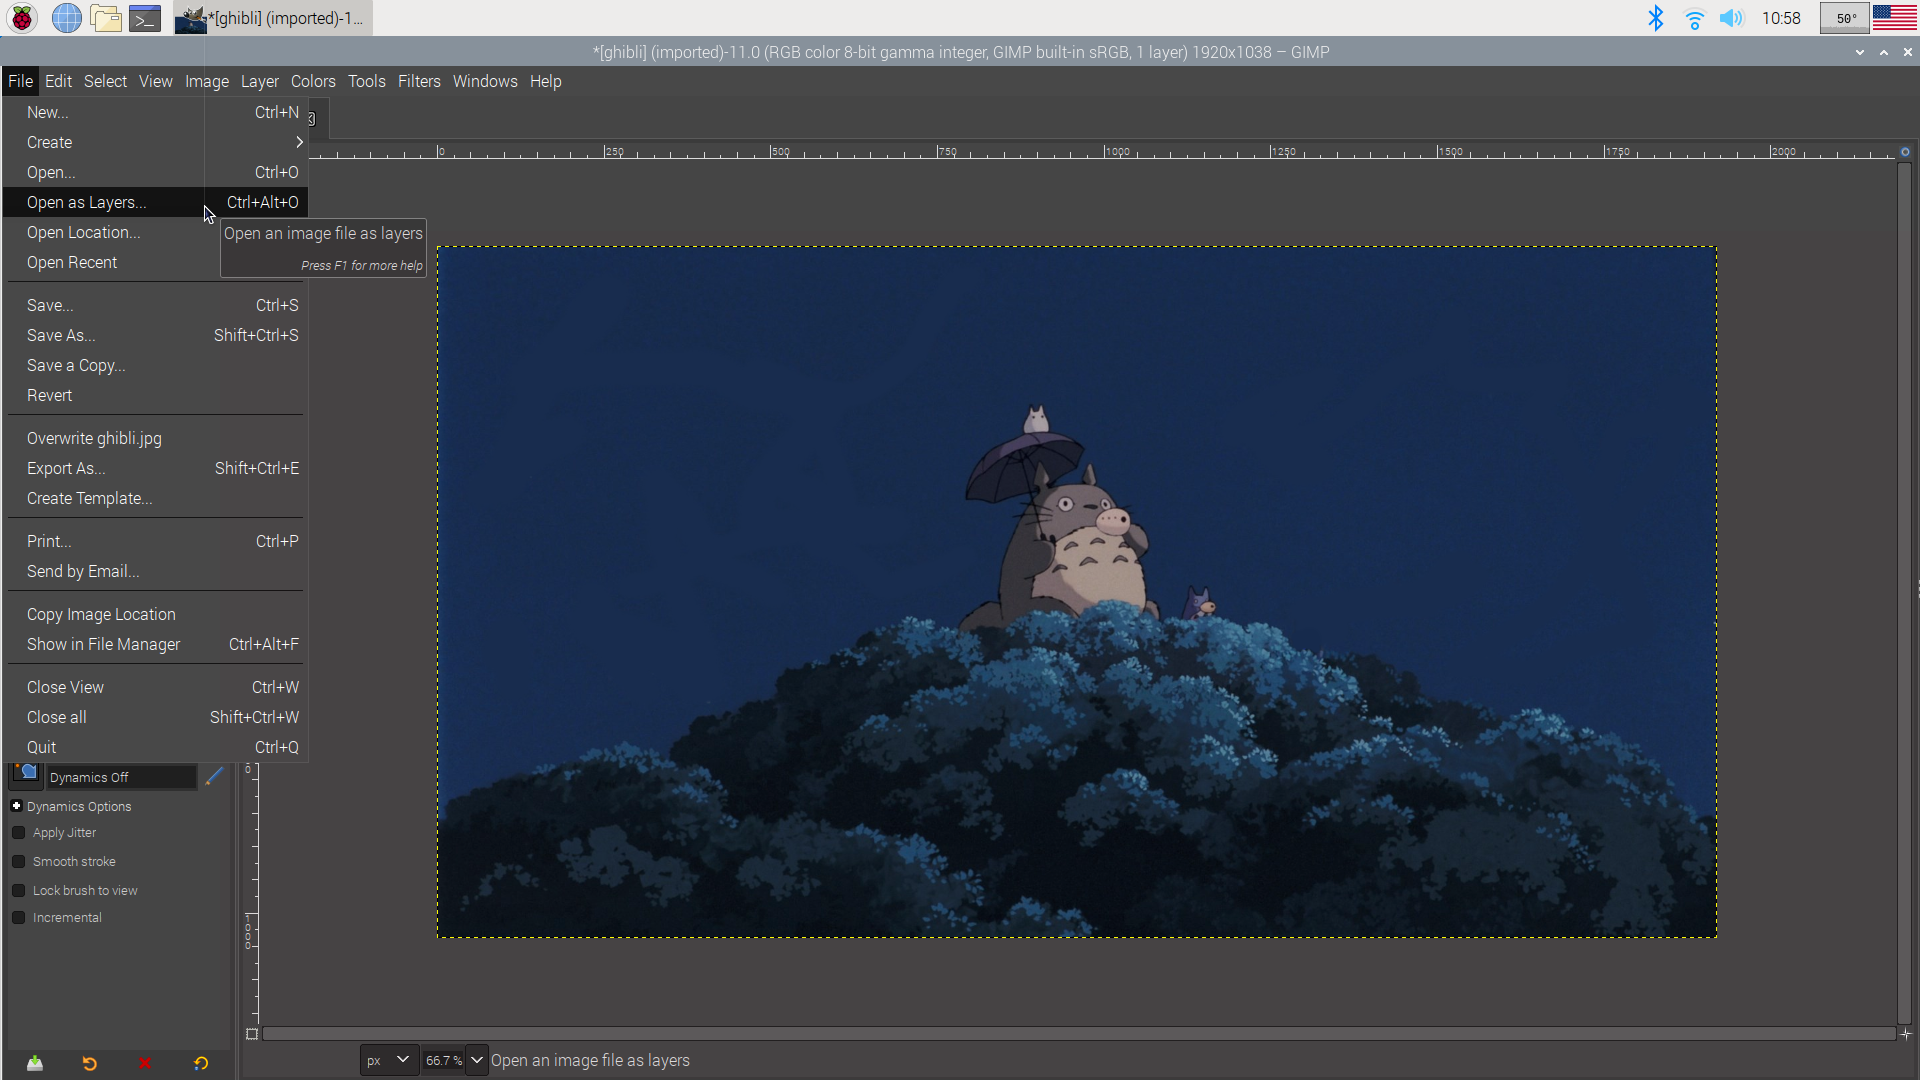 *[ghibli] (imported)-1...
10:58
50°
*[ghibli] (imported)-11.0 (RGB color 8-bit gamma integer, GIMP built-in sRGB, 1 layer) 1920x1038 – GIMP
File Edit Select View Image Layer Colors Tools Filters Windows Help
New... Ctrl+N
Create
Open... Ctrl+O
Open as Layers... Ctrl+Alt+O
Open Location...
Open Recent
Open an image file as layers
Press F1 for more help
Save... Ctrl+S
Save As... Shift+Ctrl+S
Save a Copy...
Revert
Overwrite ghibli.jpg
Export As... Shift+Ctrl+E
Create Template...
Print... Ctrl+P
Send by Email...
Copy Image Location
Show in File Manager Ctrl+Alt+F
Close View Ctrl+W
Close all Shift+Ctrl+W
Quit Ctrl+Q
0 250 500 750 1000 1250 1500 1750 2000
Dynamics Off
Dynamics Options
Apply Jitter
Smooth stroke
Lock brush to view
Incremental
1000
px 66.7 % Open an image file as layers